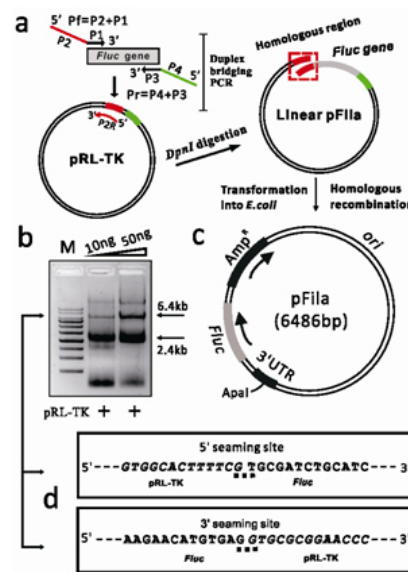 a
5′ Pf=P2+P1
P1
P2
3′
Fluc gene
3′
P3
P4
5′
Pr=P4+P3
Duplex
bridging
PCR
3′
P2R
5′
pRL-TK
DpnI digestion
Homologous region
Fluc gene
Linear pFila
Transformation
into E.coli
Homologous
recombination
b
M 10ng 50ng
6.4kb
2.4kb
pRL-TK + +
c
Amp R
ori
pFila
(6486bp)
Fluc
3′UTR
ApaI
5′ seaming site
5′ ---GTGGCACTTTTCGTGCGATCTGCATC--- 3′
pRL-TK Fluc
d
3′ seaming site
5′ ---AAGAACATGTGAGGTGCGCGGAACCC--- 3′
Fluc pRL-TK